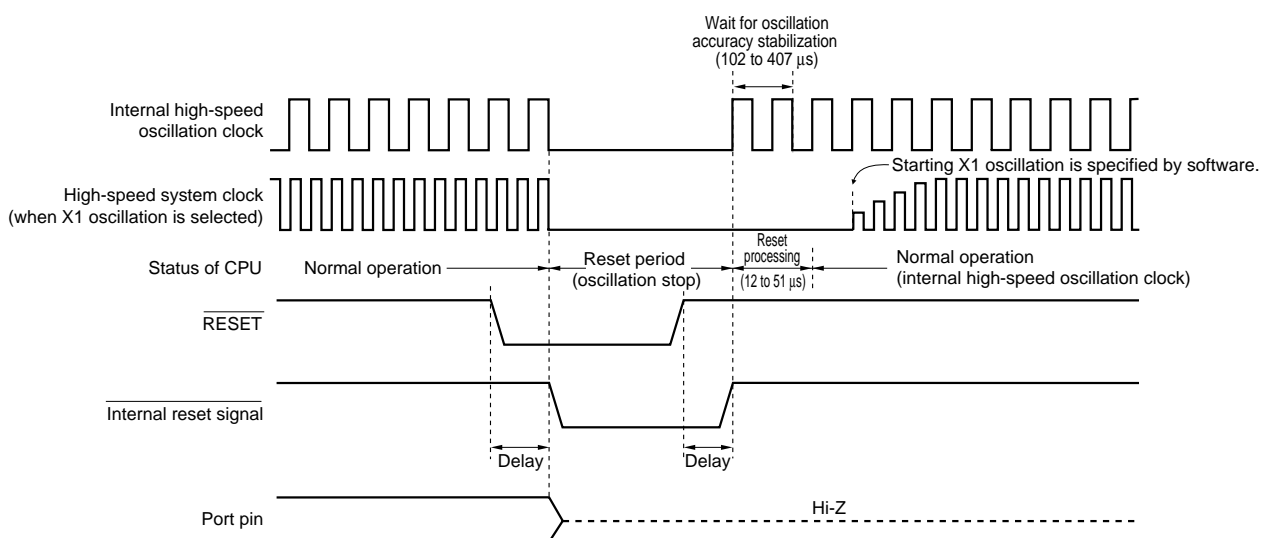 Wait for oscillation
accuracy stabilization
(102 to 407 μs)
Internal high-speed
oscillation clock
Starting X1 oscillation is specified by software.
High-speed system clock
(when X1 oscillation is selected)
Status of CPU
Normal operation
Reset period
(oscillation stop)
Reset
processing
(12 to 51 μs)
Normal operation
(internal high-speed oscillation clock)
RESET
Internal reset signal
Delay
Delay
Port pin
Hi-Z